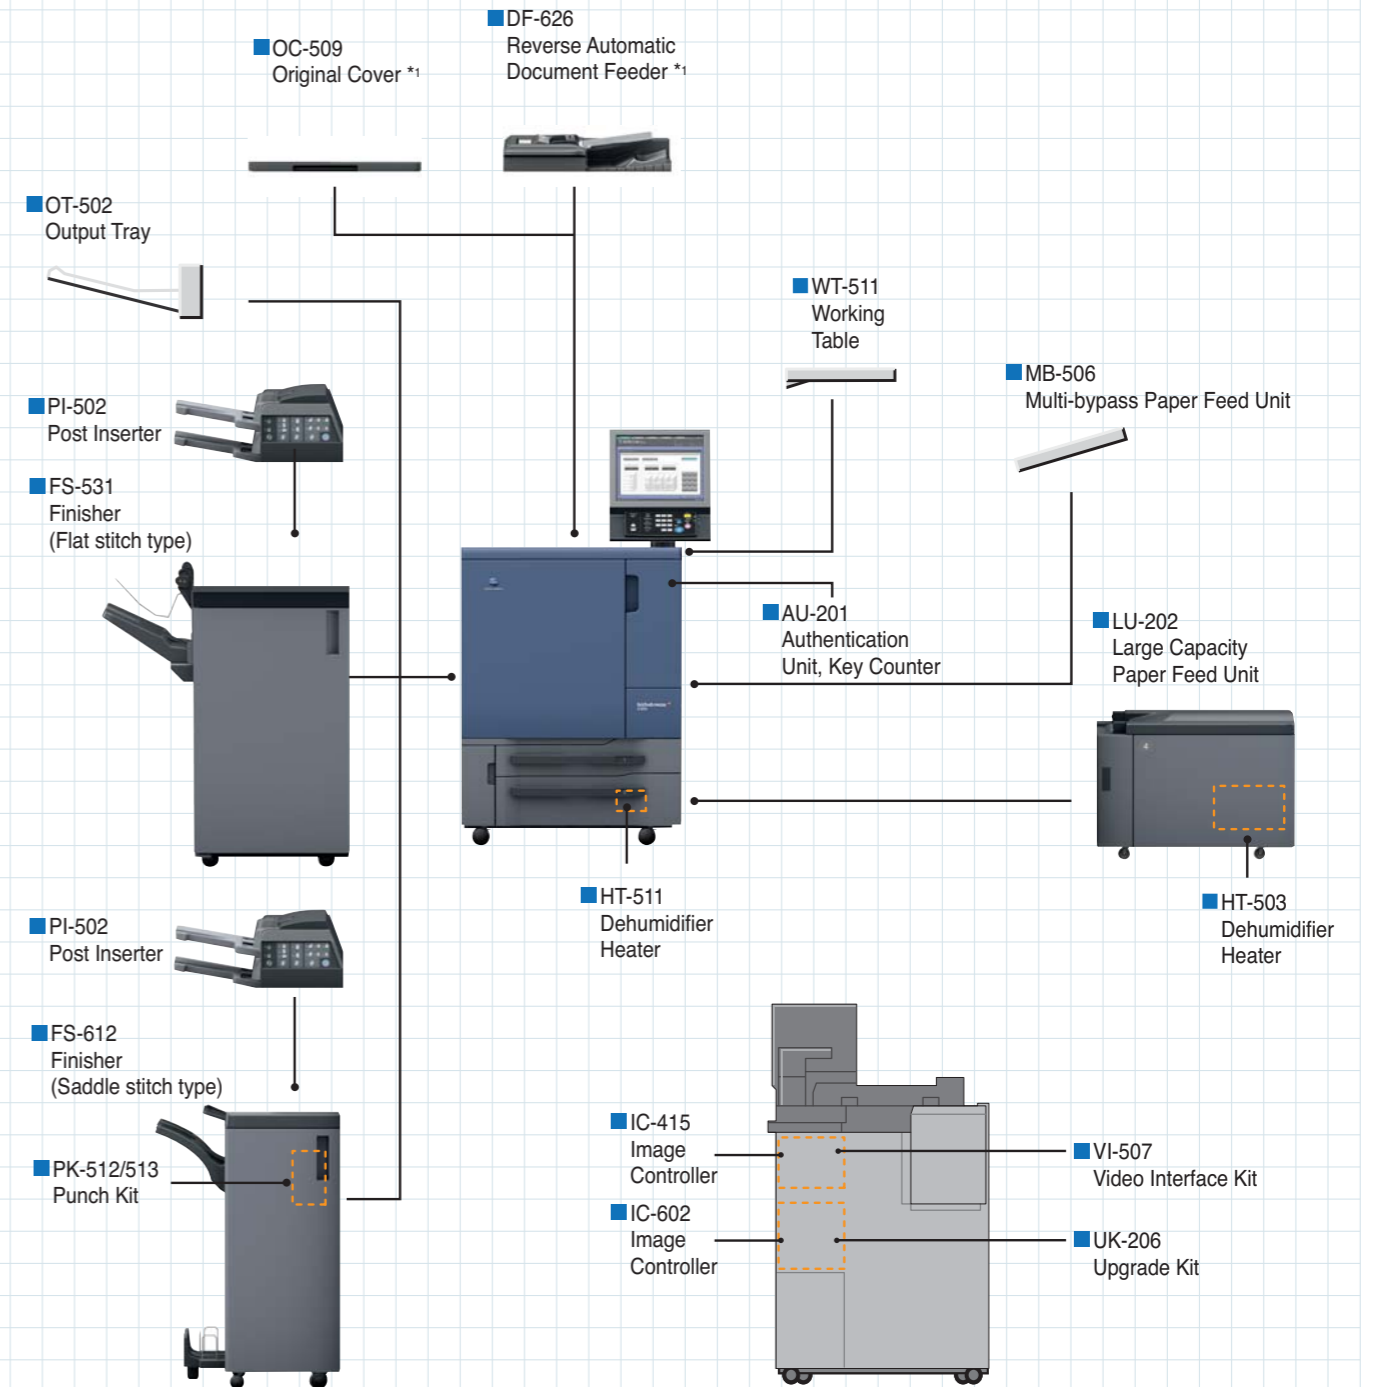 DF-626
Reverse Automatic
Document Feeder *1
OC-509
Original Cover *1
OT-502
Output Tray
WT-511
Working
Table
MB-506
Multi-bypass Paper Feed Unit
PI-502
Post Inserter
FS-531
Finisher
(Flat stitch type)
AU-201
Authentication
Unit, Key Counter
LU-202
Large Capacity
Paper Feed Unit
4
HT-511
Dehumidifier
Heater
HT-503
Dehumidifier
Heater
PI-502
Post Inserter
FS-612
Finisher
(Saddle stitch type)
PK-512/513
Punch Kit
IC-415
Image
Controller
VI-507
Video Interface Kit
IC-602
Image
Controller
UK-206
Upgrade Kit